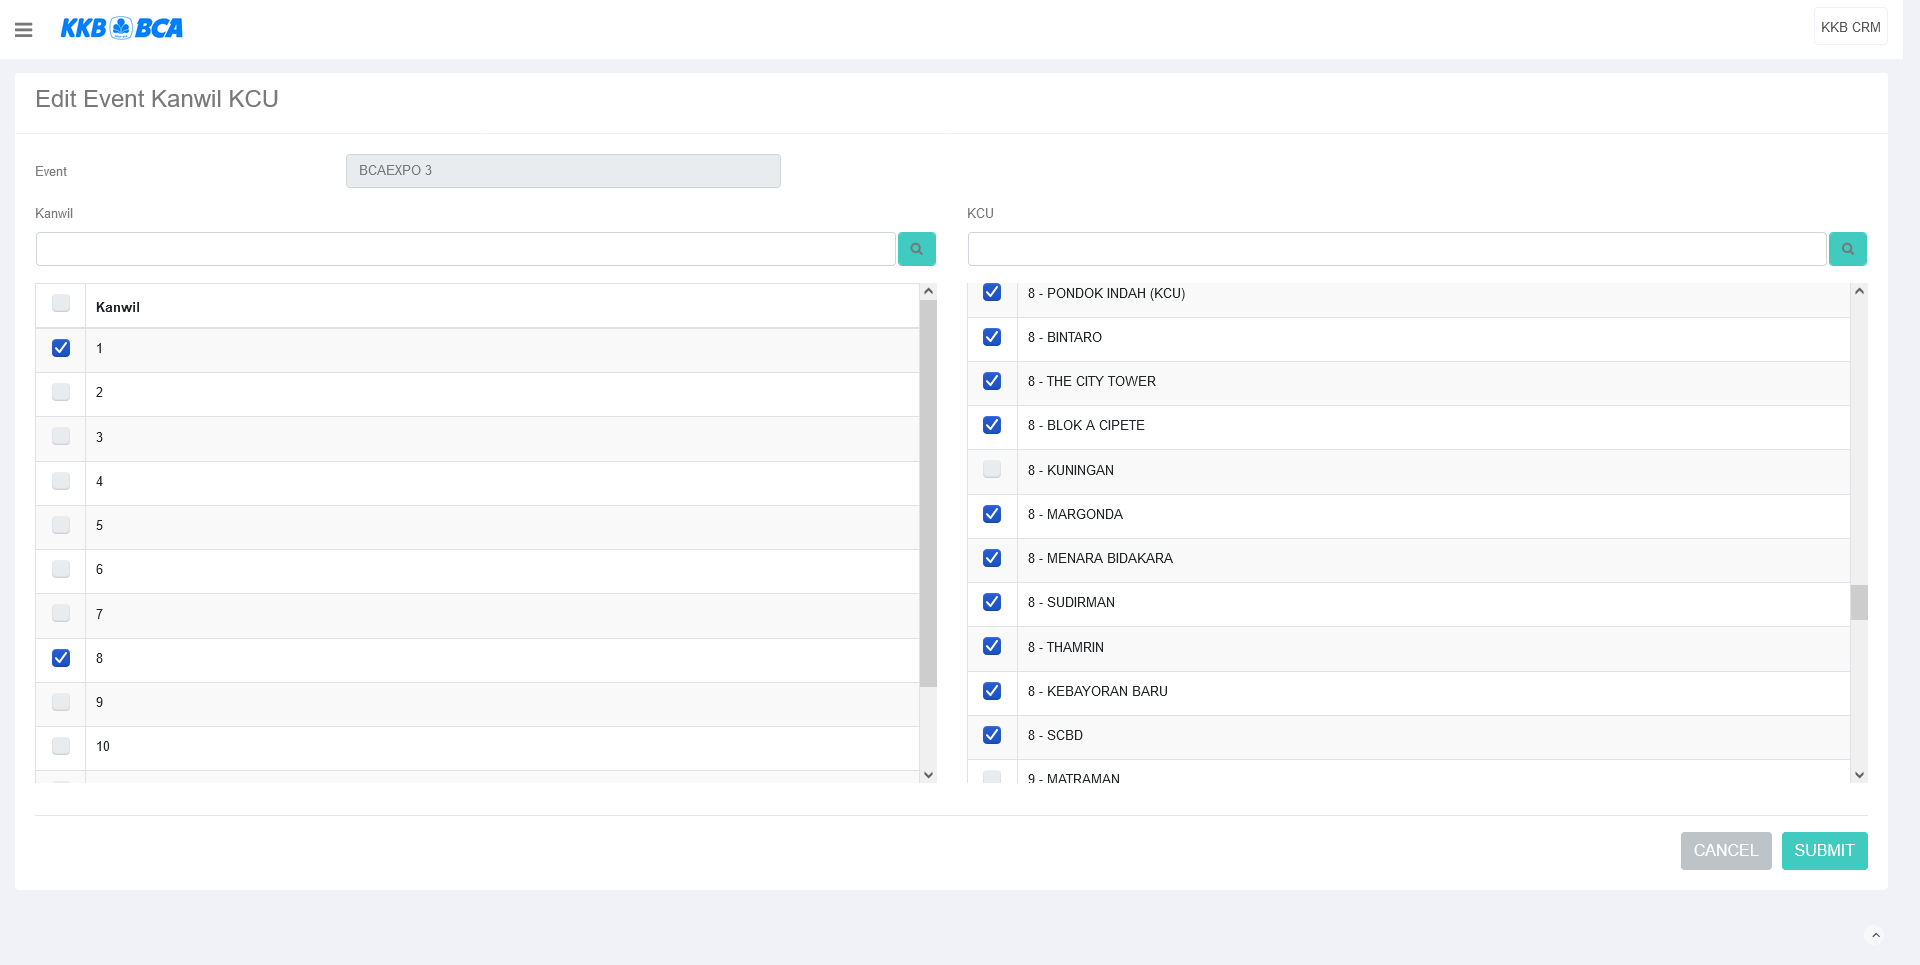 KKB BCA
KKB CRM
Edit Event Kanwil KCU
Event
BCAEXPO 3
Kanwil
KCU
Kanwil
1
2
3
4
5
6
7
8
9
10
8 - PONDOK INDAH (KCU)
8 - BINTARO
8 - THE CITY TOWER
8 - BLOK A CIPETE
8 - KUNINGAN
8 - MARGONDA
8 - MENARA BIDAKARA
8 - SUDIRMAN
8 - THAMRIN
8 - KEBAYORAN BARU
8 - SCBD
9 - MATRAMAN
CANCEL
SUBMIT